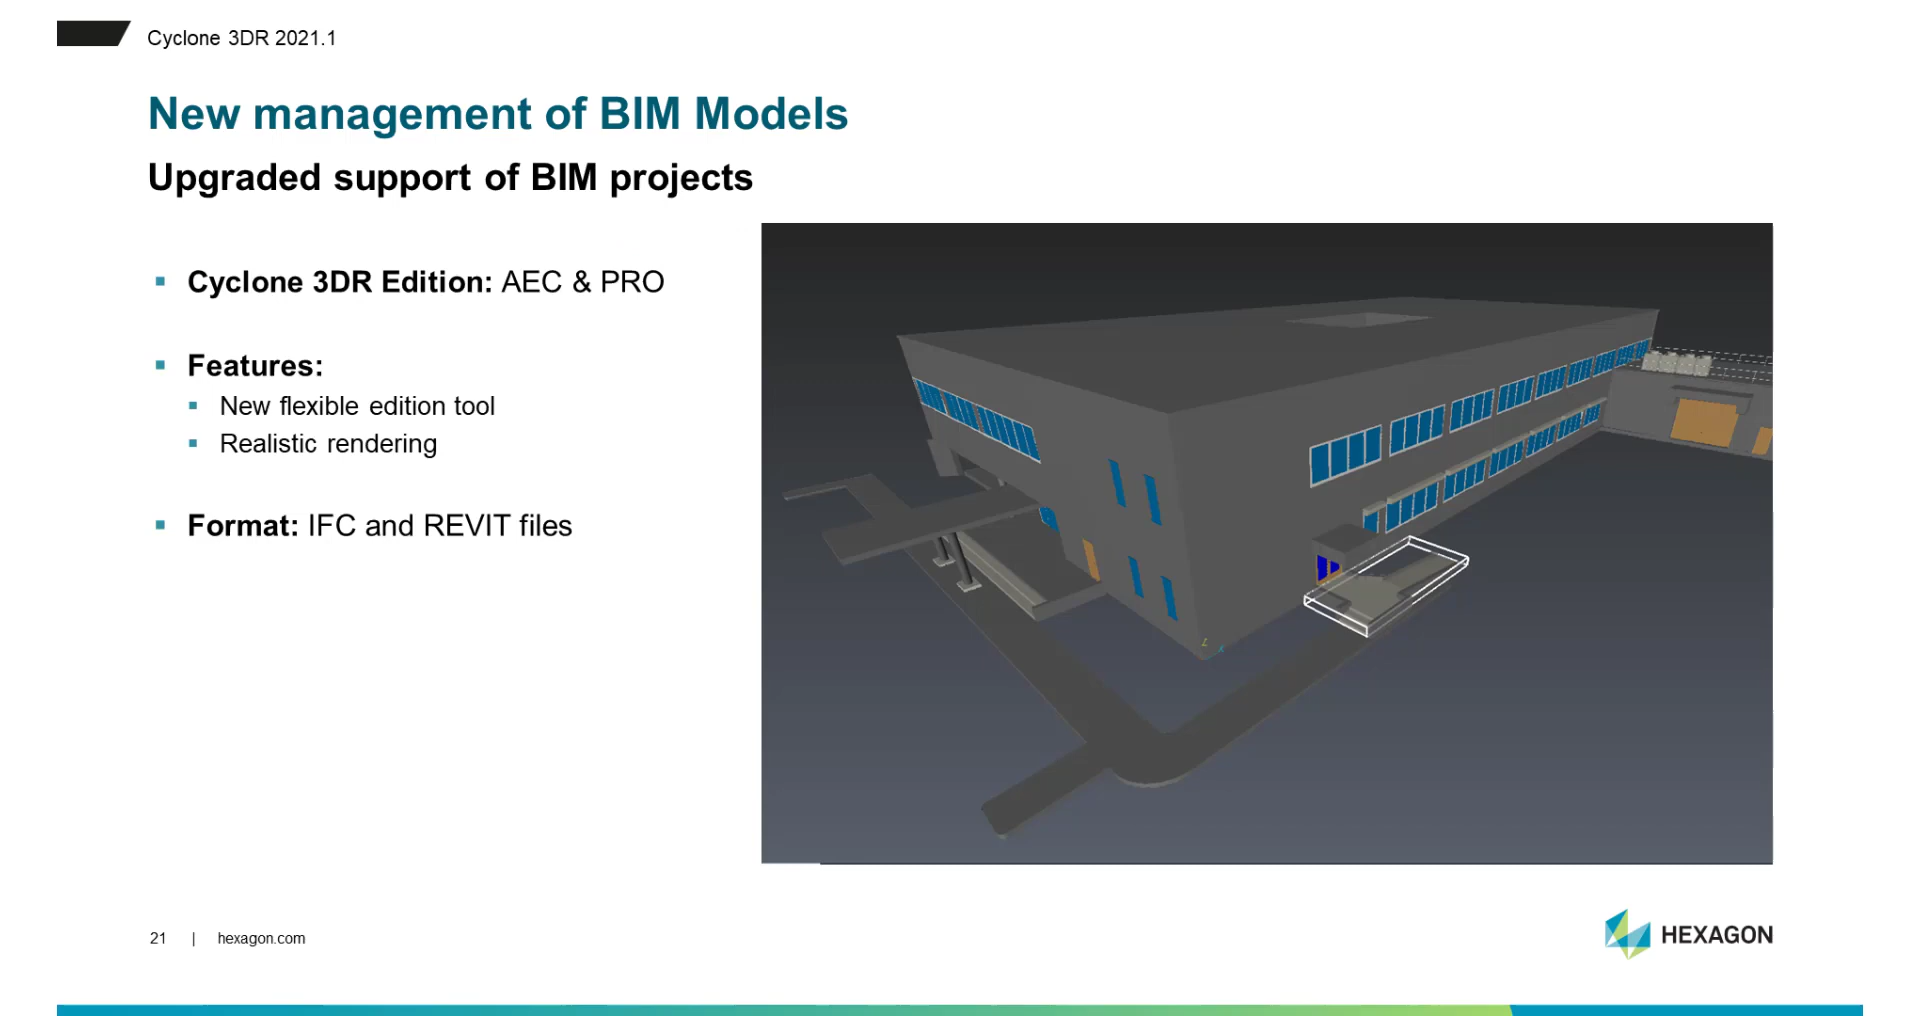 Cyclone 3DR 2021.1
New management of BIM Models
Upgraded support of BIM projects
Cyclone 3DR Edition: AEC & PRO
Features:
New flexible edition tool
Realistic rendering
Format: IFC and REVIT files
21 | hexagon.com
HEXAGON